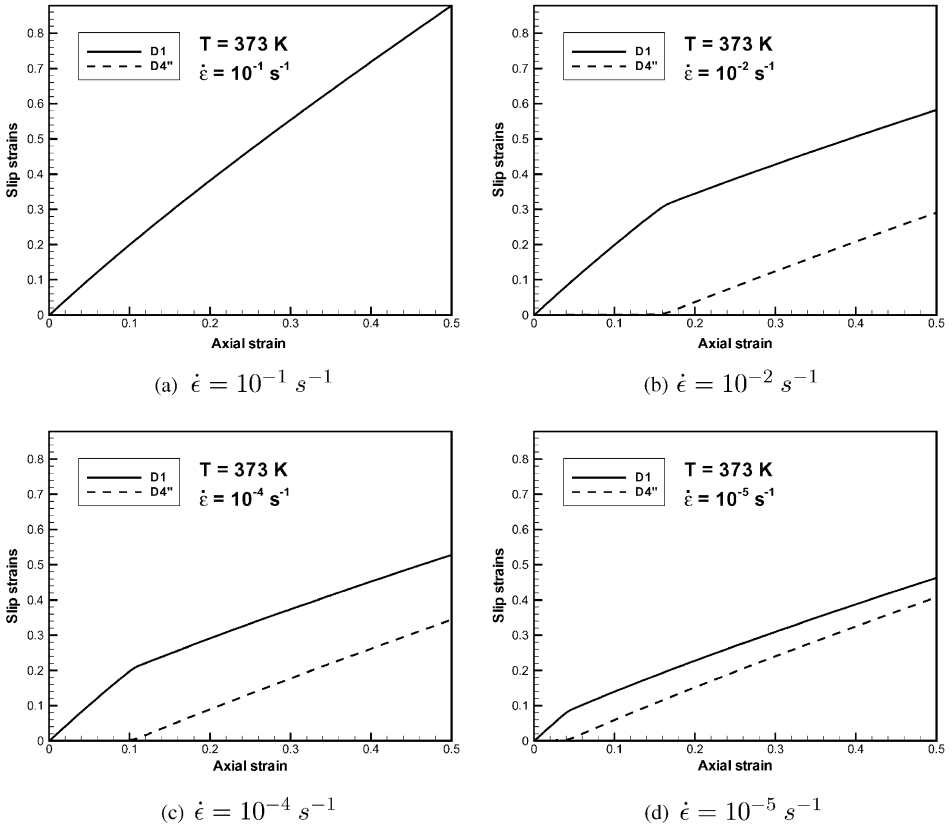 Slip strains
0.8
0.7
0.6
0.5
0.4
0.3
0.2
0.1
0
D1
D4"
T = 373 K
ε̇ = 10⁻¹ s⁻¹
0 0.1 0.2 0.3 0.4 0.5
Axial strain
(a) ϵ̇ = 10⁻¹ s⁻¹
Slip strains
0.8
0.7
0.6
0.5
0.4
0.3
0.2
0.1
0
D1
D4"
T = 373 K
ε̇ = 10⁻² s⁻¹
0 0.1 0.2 0.3 0.4 0.5
Axial strain
(b) ϵ̇ = 10⁻² s⁻¹
Slip strains
0.8
0.7
0.6
0.5
0.4
0.3
0.2
0.1
0
D1
D4"
T = 373 K
ε̇ = 10⁻⁴ s⁻¹
0 0.1 0.2 0.3 0.4 0.5
Axial strain
(c) ϵ̇ = 10⁻⁴ s⁻¹
Slip strains
0.8
0.7
0.6
0.5
0.4
0.3
0.2
0.1
0
D1
D4"
T = 373 K
ε̇ = 10⁻⁵ s⁻¹
0 0.1 0.2 0.3 0.4 0.5
Axial strain
(d) ϵ̇ = 10⁻⁵ s⁻¹